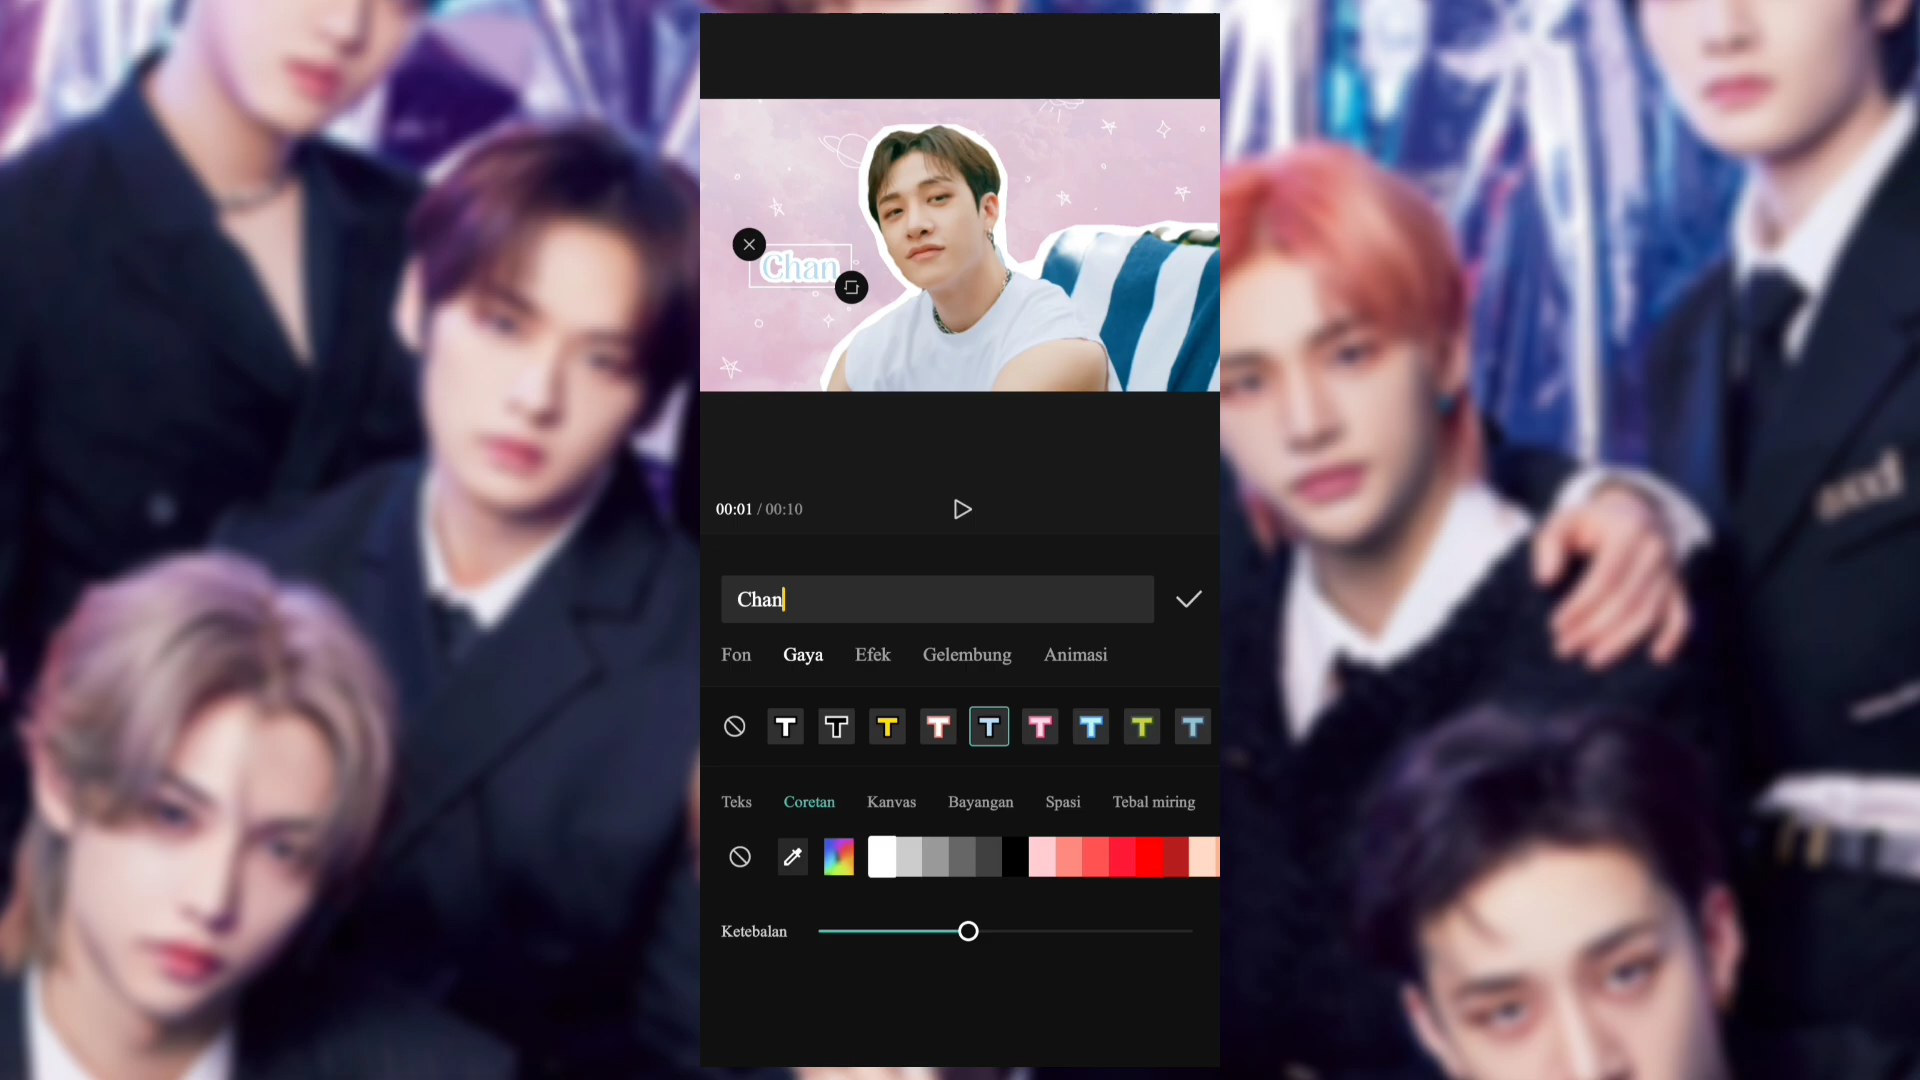 Chan
00:01 / 00:10
Chan
Fon Gaya Efek Gelembung Animasi
T T T T T T T T T
Teks Coretan Kanvas Bayangan Spasi Tebal miring
Ketebalan